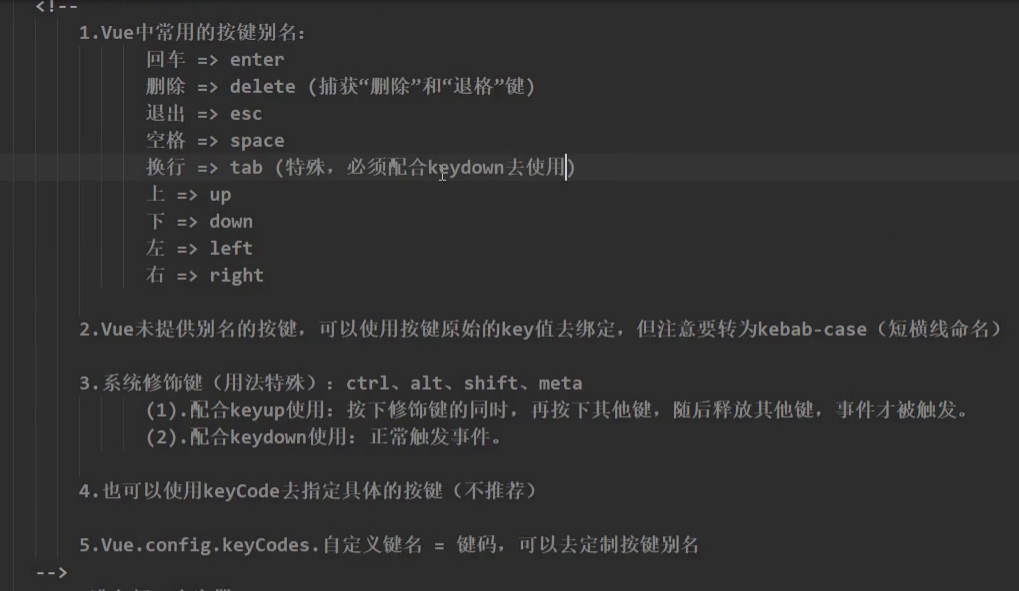 <!--
1.Vue中常用的按键别名:
回车 => enter
删除 => delete (捕获“删除”和“退格”键)
退出 => esc
空格 => space
换行 => tab (特殊，必须配合keydown去使用)
上 => up
下 => down
左 => left
右 => right
2.Vue未提供别名的按键，可以使用按键原始的key值去绑定，但注意要转为kebab-case（短横线命名）
3.系统修饰键（用法特殊）：ctrl、alt、shift、meta
(1).配合keyup使用：按下修饰键的同时，再按下其他键，随后释放其他键，事件才被触发。
(2).配合keydown使用：正常触发事件。
4.也可以使用keyCode去指定具体的按键（不推荐）
5.Vue.config.keyCodes.自定义键名 = 键码，可以去定制按键别名
-->